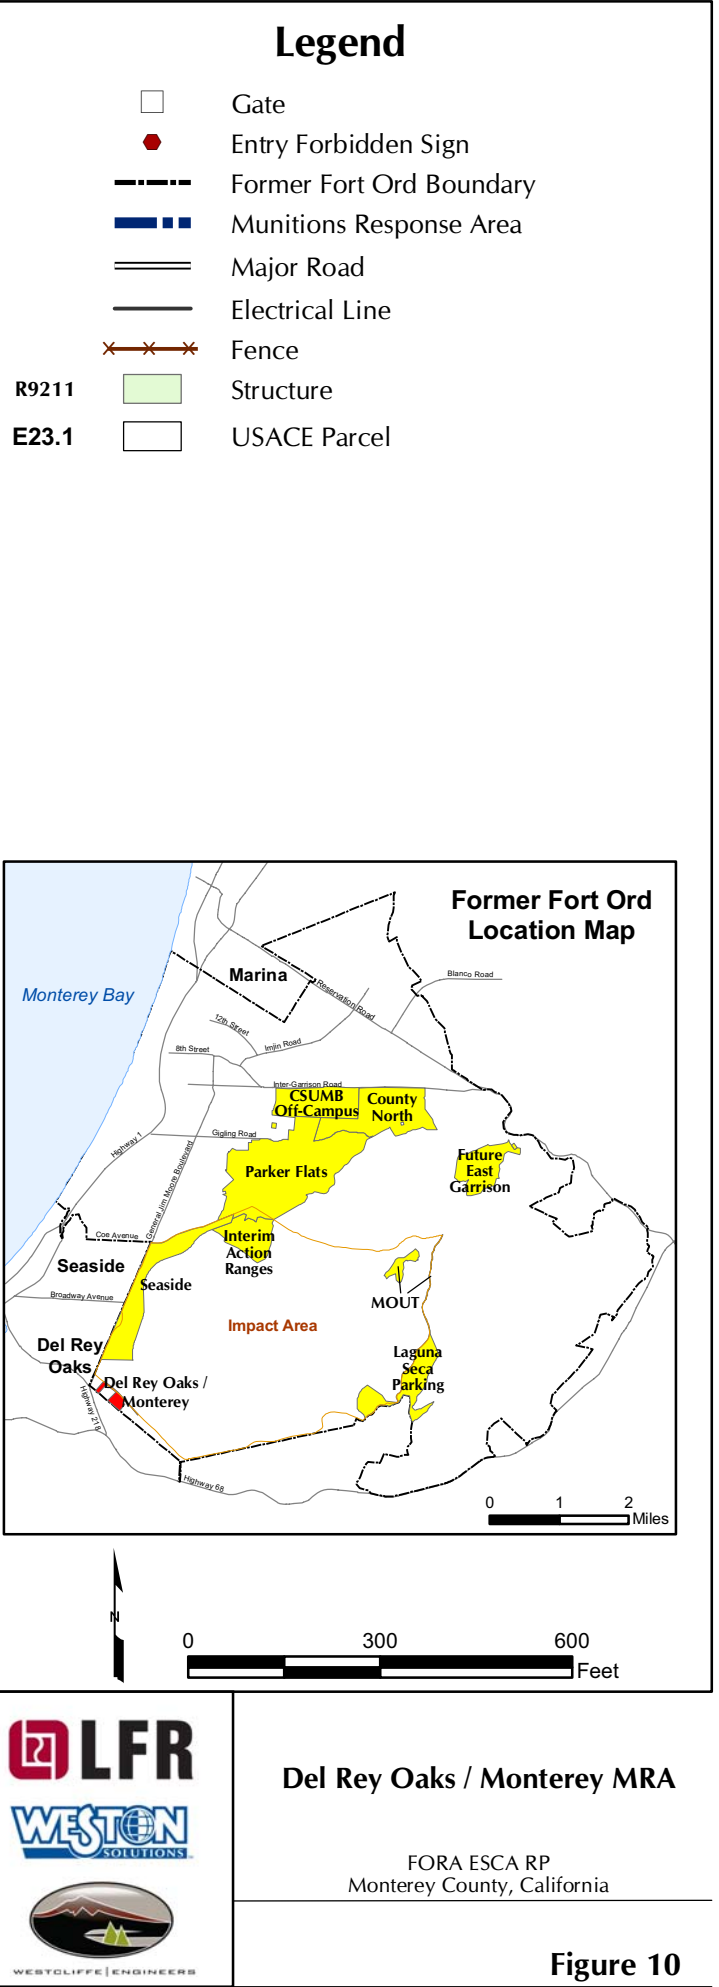 Legend
Gate
Entry Forbidden Sign
Former Fort Ord Boundary
Munitions Response Area
Major Road
Electrical Line
Fence
R9211 Structure
E23.1 USACE Parcel
Former Fort Ord
Location Map
Monterey Bay
Marina
Blanco Road
Reservation Road
12th Street
Imjin Road
8th Street
Inter-Garrison Road
CSUMB
Off-Campus
County
North
Gigling Road
Highway 1
General Jim Moore Boulevard
Parker Flats
Future
East
Garrison
Coe Avenue
Interim
Action
Ranges
Seaside
Seaside
Broadway Avenue
MOUT
Impact Area
Del Rey
Oaks
Laguna
Seca
Parking
Del Rey Oaks /
Monterey
Highway 218
Highway 68
0 1 2
Miles
N
0 300 600
Feet
LFR
WESTON
SOLUTIONS
WESTCLIFFE | ENGINEERS
Del Rey Oaks / Monterey MRA
FORA ESCA RP
Monterey County, California
Figure 10